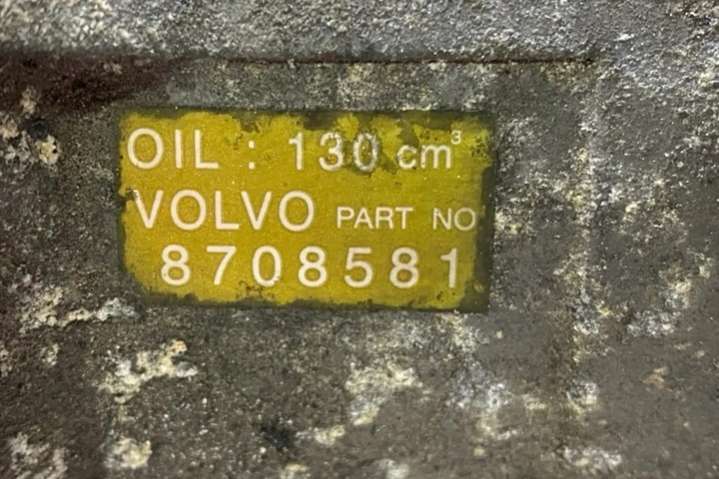 OIL : 130 cm³
VOLVO PART NO
8708581